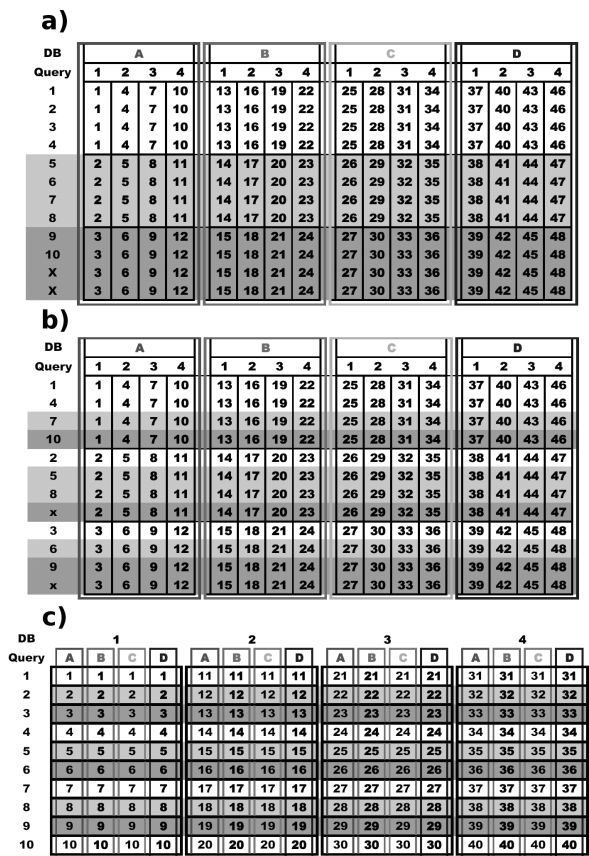 a)
DB A B C D
Query 1 2 3 4 1 2 3 4 1 2 3 4 1 2 3 4
1 1 4 7 10 13 16 19 22 25 28 31 34 37 40 43 46
2 1 4 7 10 13 16 19 22 25 28 31 34 37 40 43 46
3 1 4 7 10 13 16 19 22 25 28 31 34 37 40 43 46
4 1 4 7 10 13 16 19 22 25 28 31 34 37 40 43 46
5 2 5 8 11 14 17 20 23 26 29 32 35 38 41 44 47
6 2 5 8 11 14 17 20 23 26 29 32 35 38 41 44 47
7 2 5 8 11 14 17 20 23 26 29 32 35 38 41 44 47
8 2 5 8 11 14 17 20 23 26 29 32 35 38 41 44 47
9 3 6 9 12 15 18 21 24 27 30 33 36 39 42 45 48
10 3 6 9 12 15 18 21 24 27 30 33 36 39 42 45 48
X 3 6 9 12 15 18 21 24 27 30 33 36 39 42 45 48
X 3 6 9 12 15 18 21 24 27 30 33 36 39 42 45 48
b)
DB A B C D
Query 1 2 3 4 1 2 3 4 1 2 3 4 1 2 3 4
1 1 4 7 10 13 16 19 22 25 28 31 34 37 40 43 46
4 1 4 7 10 13 16 19 22 25 28 31 34 37 40 43 46
7 1 4 7 10 13 16 19 22 25 28 31 34 37 40 43 46
10 1 4 7 10 13 16 19 22 25 28 31 34 37 40 43 46
2 2 5 8 11 14 17 20 23 26 29 32 35 38 41 44 47
5 2 5 8 11 14 17 20 23 26 29 32 35 38 41 44 47
8 2 5 8 11 14 17 20 23 26 29 32 35 38 41 44 47
x 2 5 8 11 14 17 20 23 26 29 32 35 38 41 44 47
3 3 6 9 12 15 18 21 24 27 30 33 36 39 42 45 48
6 3 6 9 12 15 18 21 24 27 30 33 36 39 42 45 48
9 3 6 9 12 15 18 21 24 27 30 33 36 39 42 45 48
x 3 6 9 12 15 18 21 24 27 30 33 36 39 42 45 48
c)
DB 1 2 3 4
Query A B C D A B C D A B C D A B C D
1 1 1 1 1 11 11 11 11 21 21 21 21 31 31 31 31
2 2 2 2 2 12 12 12 12 22 22 22 22 32 32 32 32
3 3 3 3 3 13 13 13 13 23 23 23 23 33 33 33 33
4 4 4 4 4 14 14 14 14 24 24 24 24 34 34 34 34
5 5 5 5 5 15 15 15 15 25 25 25 25 35 35 35 35
6 6 6 6 6 16 16 16 16 26 26 26 26 36 36 36 36
7 7 7 7 7 17 17 17 17 27 27 27 27 37 37 37 37
8 8 8 8 8 18 18 18 18 28 28 28 28 38 38 38 38
9 9 9 9 9 19 19 19 19 29 29 29 29 39 39 39 39
10 10 10 10 10 20 20 20 20 30 30 30 30 40 40 40 40